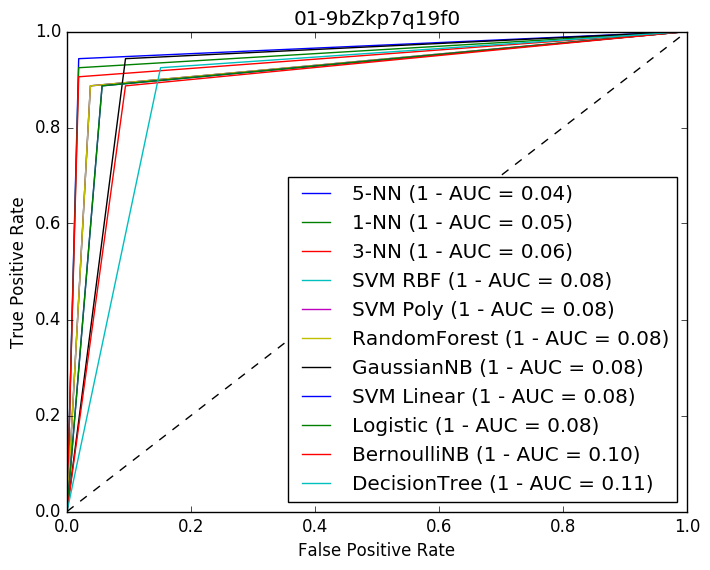 01-9bZkp7q19f0
1.0
0.8
0.6
0.4
0.2
0.0
True Positive Rate
5-NN (1 - AUC = 0.04)
1-NN (1 - AUC = 0.05)
3-NN (1 - AUC = 0.06)
SVM RBF (1 - AUC = 0.08)
SVM Poly (1 - AUC = 0.08)
RandomForest (1 - AUC = 0.08)
GaussianNB (1 - AUC = 0.08)
SVM Linear (1 - AUC = 0.08)
Logistic (1 - AUC = 0.08)
BernoulliNB (1 - AUC = 0.10)
DecisionTree (1 - AUC = 0.11)
0.0 0.2 0.4 0.6 0.8 1.0
False Positive Rate